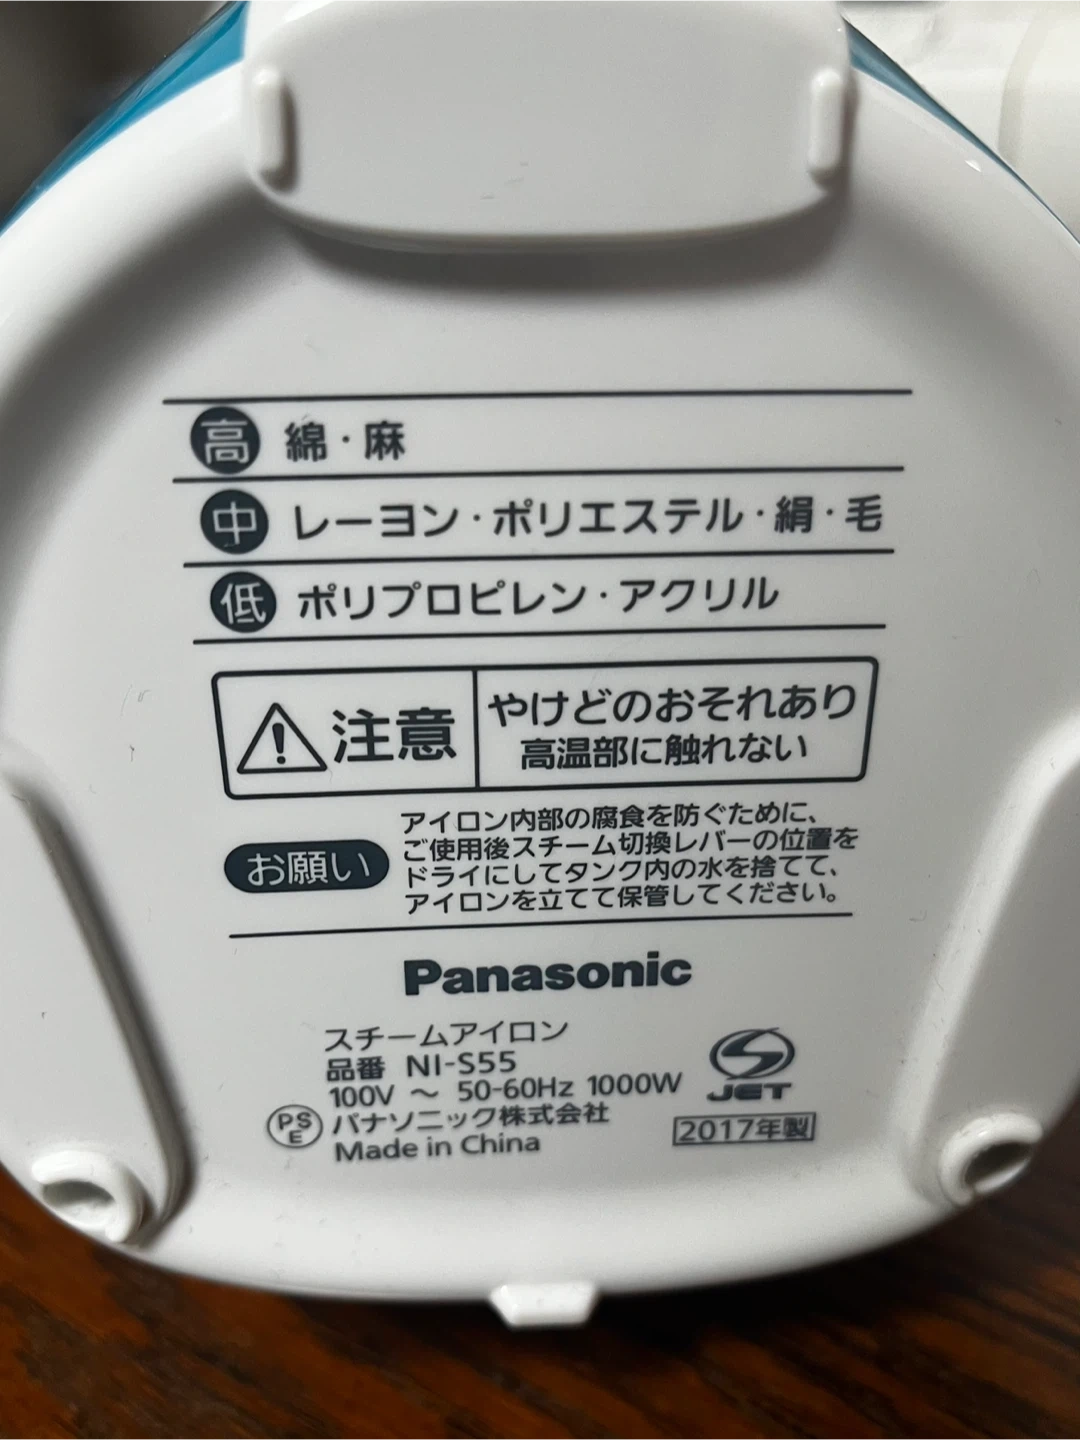 高 綿・麻
中 レーヨン・ポリエステル・絹・毛
低 ポリプロピレン・アクリル
注意
やけどのおそれあり
高温部に触れない
お願い
アイロン内部の腐食を防ぐために、
ご使用後スチーム切換レバーの位置を
ドライにしてタンク内の水を捨てて、
アイロンを立てて保管してください。
Panasonic
スチームアイロン
品番 NI-S55
100V ～ 50-60Hz 1000W
PSE パナソニック株式会社
Made in China
S JET
2017年製